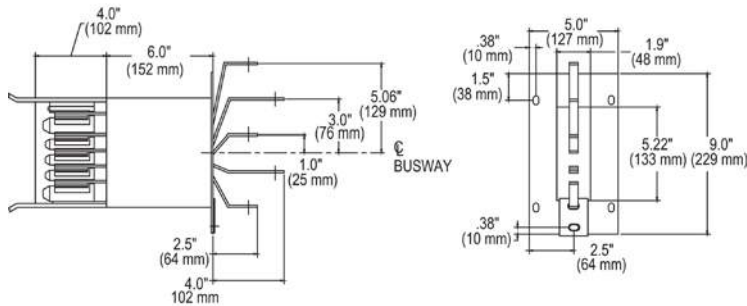 4.0"
(102 mm)
6.0"
(152 mm)
5.06"
(129 mm)
3.0"
(76 mm)
1.0"
(25 mm)
℄
BUSWAY
2.5"
(64 mm)
4.0"
102 mm
5.0"
(127 mm)
.38"
(10 mm)
1.9"
(48 mm)
1.5"
(38 mm)
5.22"
(133 mm)
9.0"
(229 mm)
.38"
(10 mm)
2.5"
(64 mm)